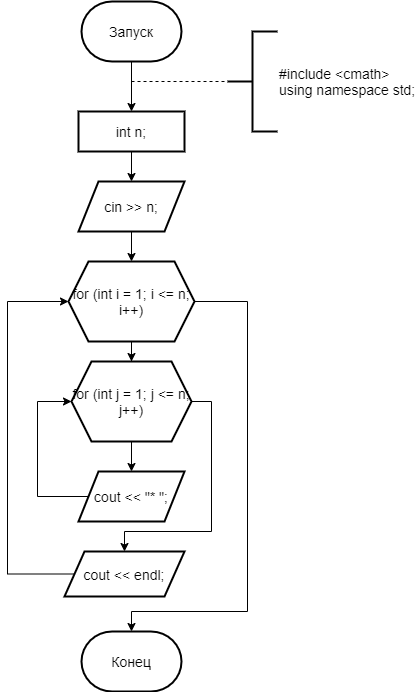 Запуск
#include <cmath>
using namespace std;
int n;
cin >> n;
for (int i = 1; i <= n;
i++)
for (int j = 1; j <= n;
j++)
cout << "* ";
cout << endl;
Конец